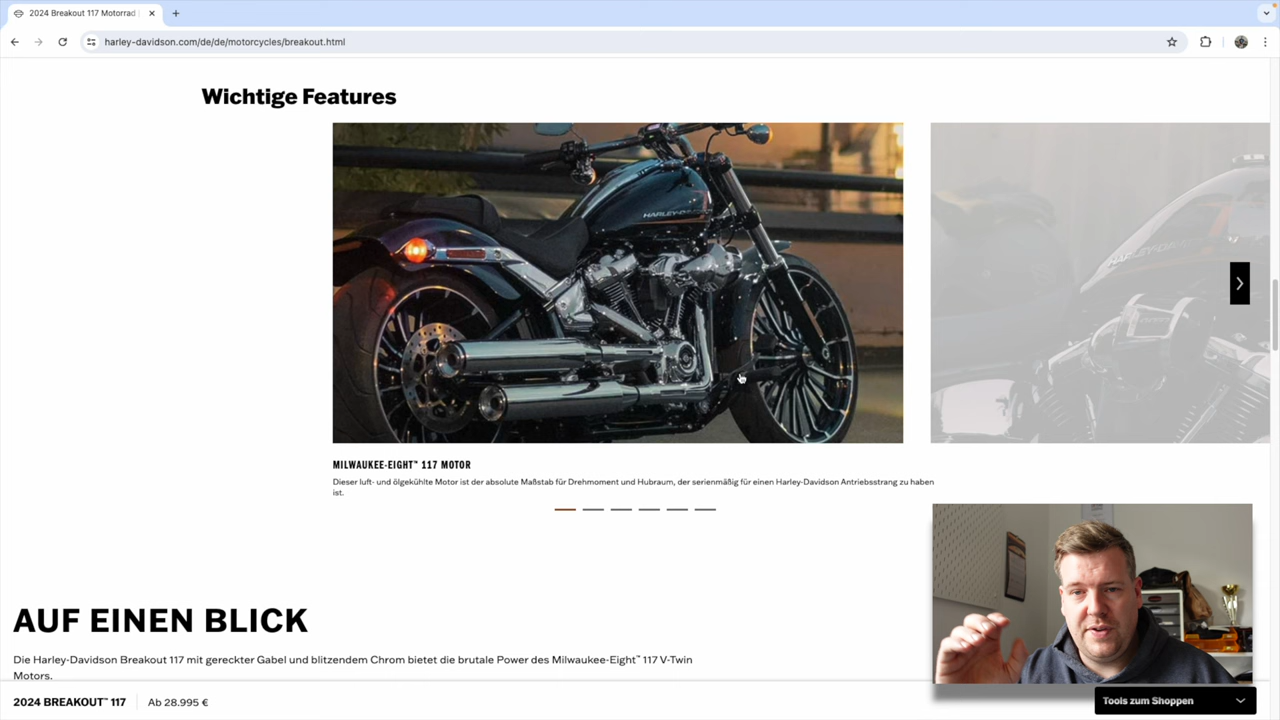 2024 Breakout 117 Motorrad
harley-davidson.com/de/de/motorcycles/breakout.html
Wichtige Features
HARLEY-D
MILWAUKEE-EIGHT™ 117 MOTOR
Dieser luft- und ölgekühlte Motor ist der absolute Maßstab für Drehmoment und Hubraum, der serienmäßig für einen Harley-Davidson Antriebsstrang zu haben
ist.
AUF EINEN BLICK
Die Harley-Davidson Breakout 117 mit gereckter Gabel und blitzendem Chrom bietet die brutale Power des Milwaukee-Eight™ 117 V-Twin
Motors.
2024 BREAKOUT™ 117
Ab 28.995 €
Tools zum Shoppen